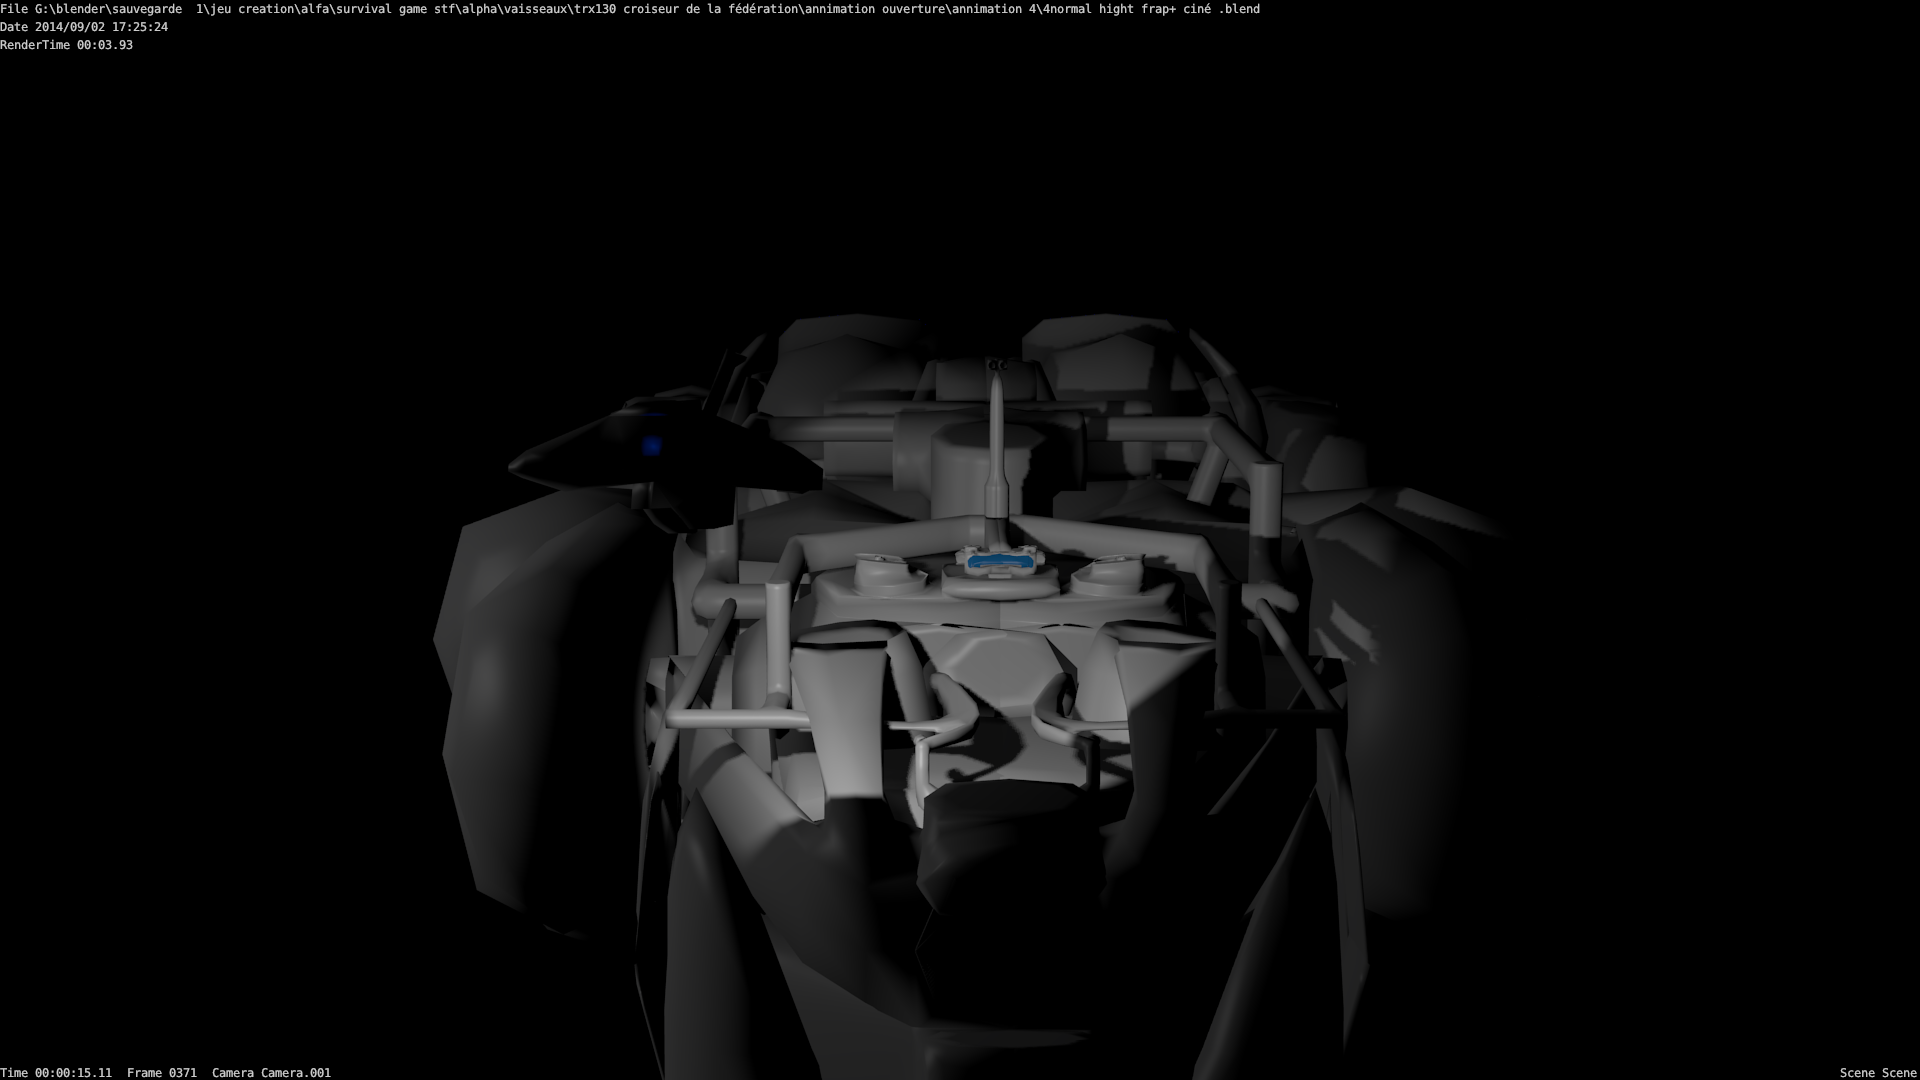 File G:\blender\sauvegarde  1\jeu creation\alfa\survival game stf\alpha\vaisseaux\trx130 croiseur de la fédération\annimation ouverture\annimation 4\4normal hight frap+ ciné .blend
Date 2014/09/02 17:25:24
RenderTime 00:03.93
Time 00:00:15.11  Frame 0371  Camera Camera.001
Scene Scene